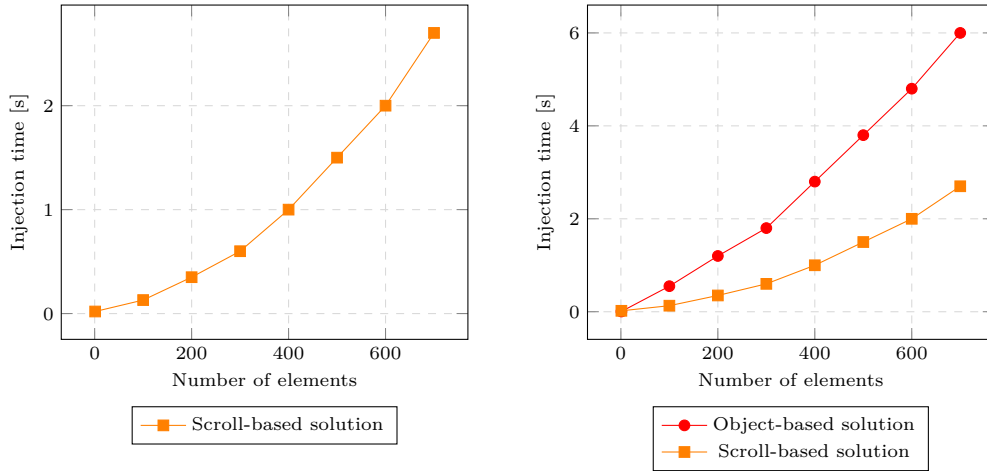 2
1
0
Injection time [s]
0 200 400 600
Number of elements
Scroll-based solution
6
4
2
0
Injection time [s]
0 200 400 600
Number of elements
Object-based solution
Scroll-based solution